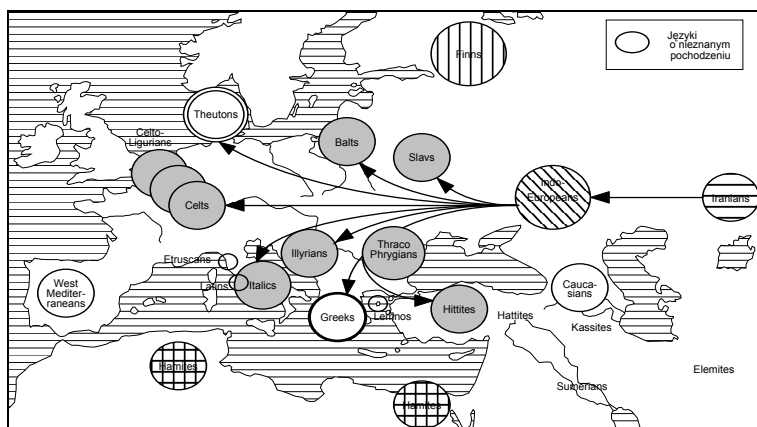 Języki
o nieznanym
pochodzeniu
Finns
Theutons
Celto-
Ligurians
Balts
Slavs
Celts
Indo-
Europeans
Iranians
Etruscans
Illyrians
Thraco
Phrygians
Latins
Italics
West
Mediter-
raneans
Greeks
Lemnos
Hittites
Hattites
Cauca-
sians
Kassites
Hamites
Hamites
Sumerians
Elemites